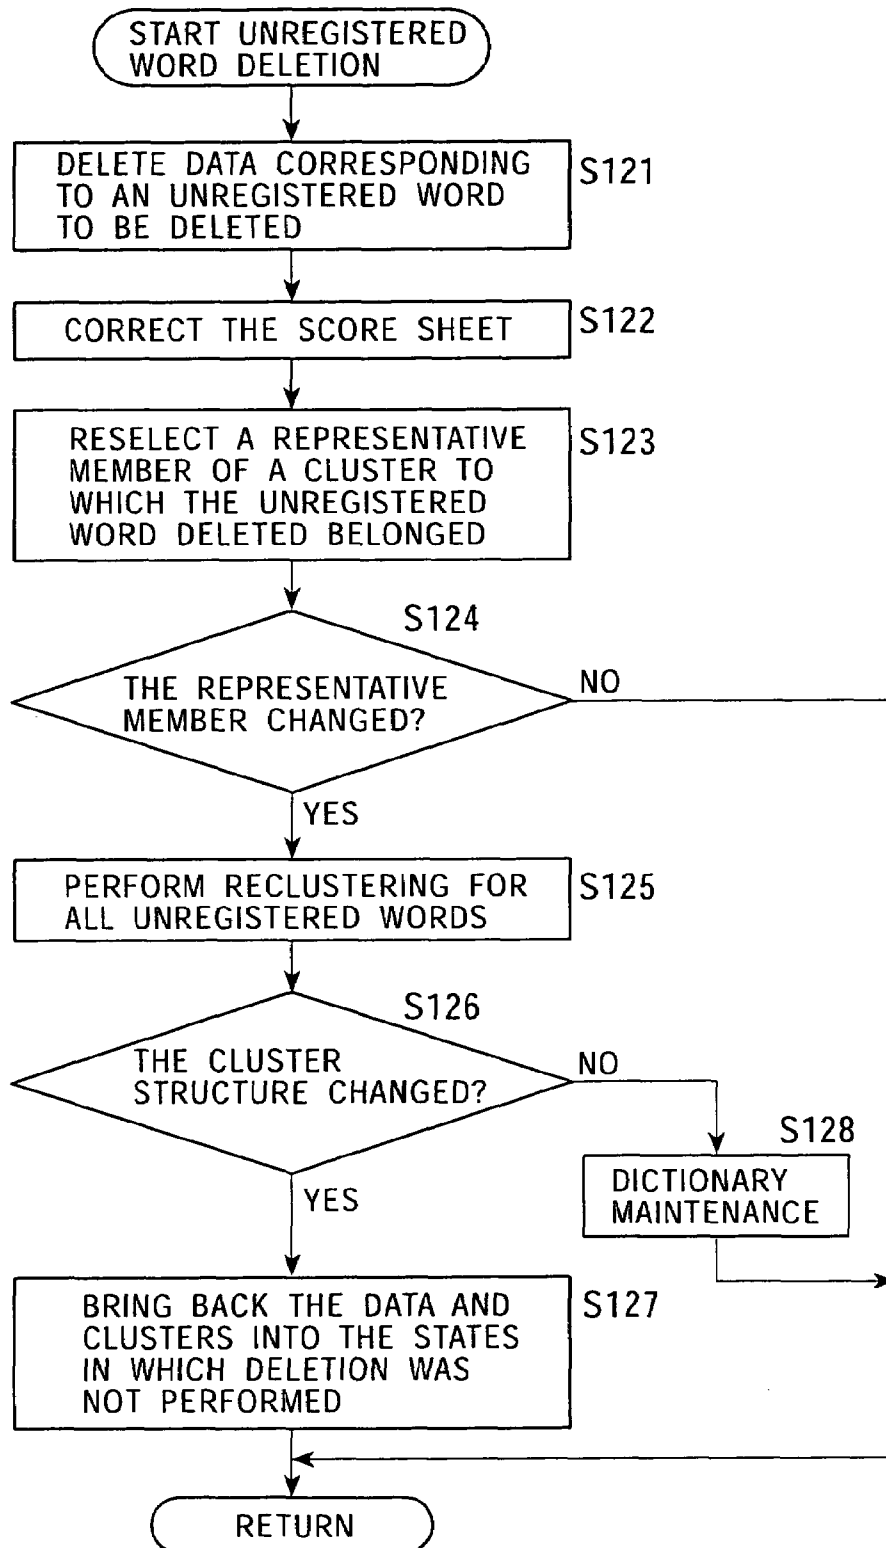 START UNREGISTERED
WORD DELETION
DELETE DATA CORRESPONDING
TO AN UNREGISTERED WORD
TO BE DELETED
S121
CORRECT THE SCORE SHEET
S122
RESELECT A REPRESENTATIVE
MEMBER OF A CLUSTER TO
WHICH THE UNREGISTERED
WORD DELETED BELONGED
S123
S124
THE REPRESENTATIVE
MEMBER CHANGED?
NO
YES
PERFORM RECLUSTERING FOR
ALL UNREGISTERED WORDS
S125
S126
THE CLUSTER
STRUCTURE CHANGED?
NO
YES
S128
DICTIONARY
MAINTENANCE
BRING BACK THE DATA AND
CLUSTERS INTO THE STATES
IN WHICH DELETION WAS
NOT PERFORMED
S127
RETURN